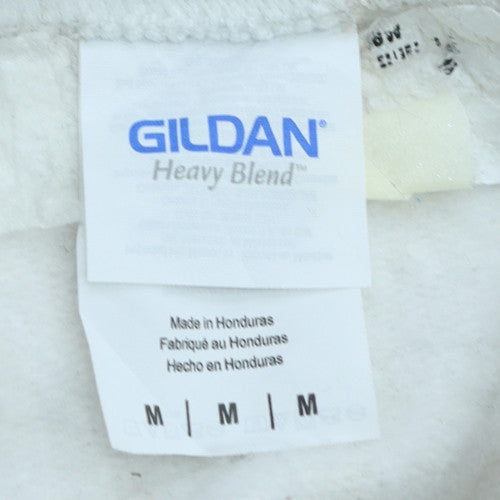 GILDAN®
Heavy Blend™
Made in Honduras
Fabriqué au Honduras
Hecho en Honduras
M | M | M